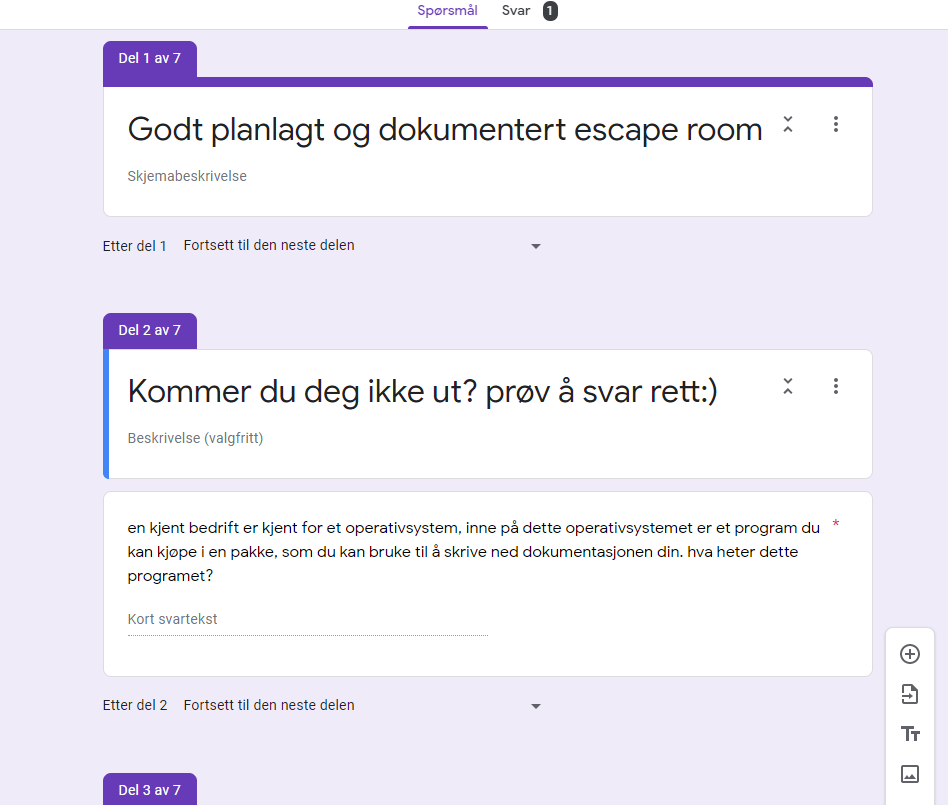 Spørsmål Svar 1
Del 1 av 7
Godt planlagt og dokumentert escape room
Skjemabeskrivelse
Etter del 1 Fortsett til den neste delen
Del 2 av 7
Kommer du deg ikke ut? prøv å svar rett:)
Beskrivelse (valgfritt)
en kjent bedrift er kjent for et operativsystem, inne på dette operativsystemet er et program du *
kan kjøpe i en pakke, som du kan bruke til å skrive ned dokumentasjonen din. hva heter dette
programet?
Kort svartekst
Etter del 2 Fortsett til den neste delen
Del 3 av 7